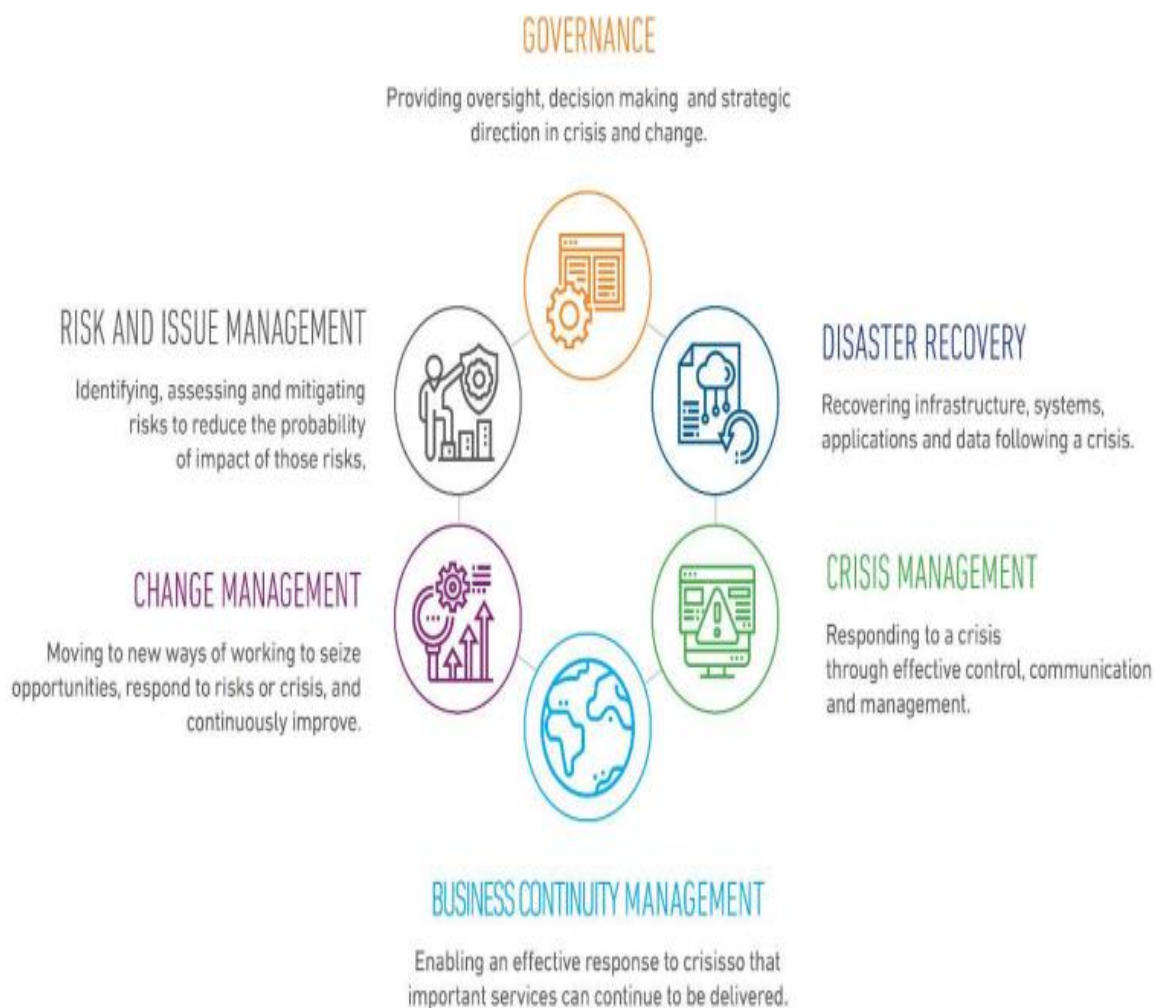 GOVERNANCE
Providing oversight, decision making and strategic
direction in crisis and change.
RISK AND ISSUE MANAGEMENT
Identifying, assessing and mitigating
risks to reduce the probability
of impact of those risks,
DISASTER RECOVERY
Recovering infrastructure, systems,
applications and data following a crisis.
CHANGE MANAGEMENT
Moving to new ways of working to seize
opportunities, respond to risks or crisis, and
continuously improve.
CRISIS MANAGEMENT
Responding to a crisis
through effective control, communication
and management.
BUSINESS CONTINUITY MANAGEMENT
Enabling an effective response to crisisso that
important services can continue to be delivered.